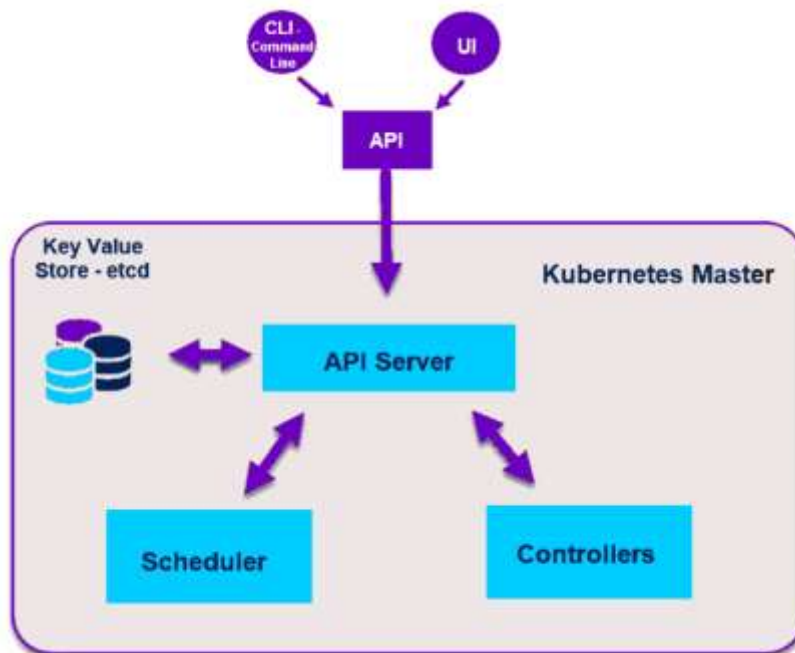 CLI -
Command
Line
UI
API
Key Value
Store - etcd
Kubernetes Master
API Server
Scheduler
Controllers